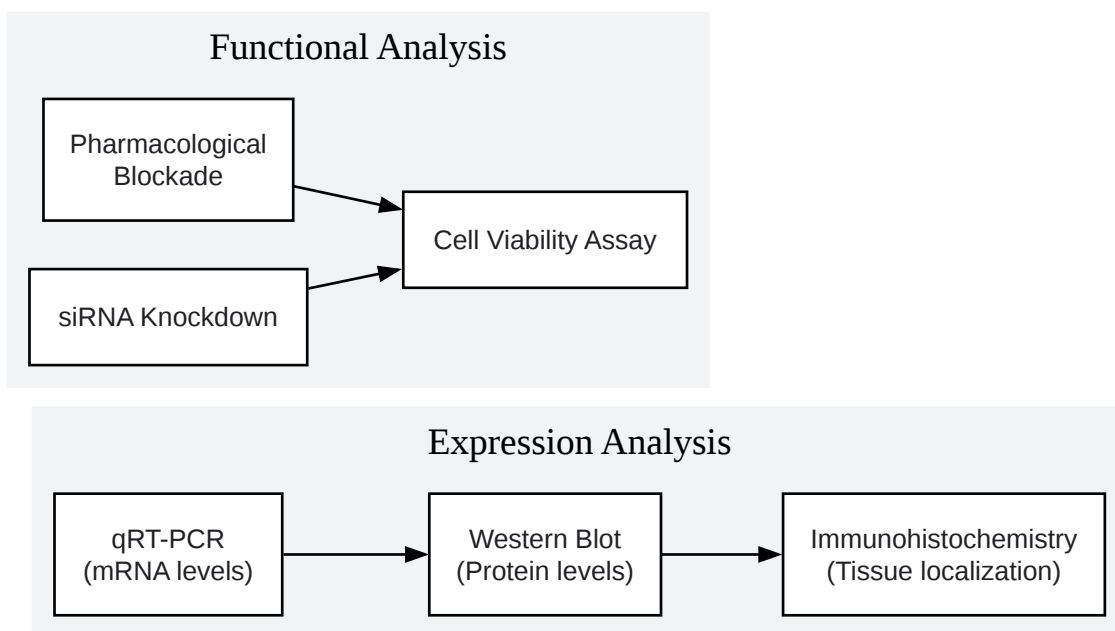 Functional Analysis
Pharmacological
Blockade
Cell Viability Assay
siRNA Knockdown
Expression Analysis
qRT-PCR
(mRNA levels)
Western Blot
(Protein levels)
Immunohistochemistry
(Tissue localization)